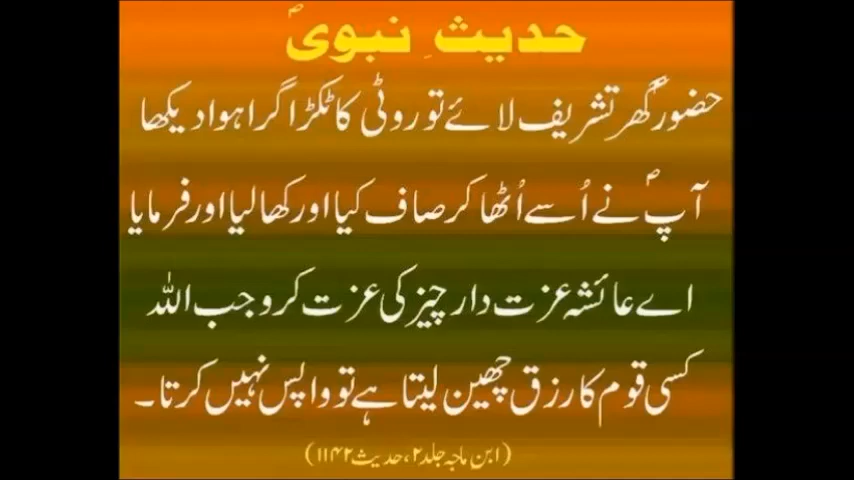 حدیثِ نبویؐ
حضورؐ گھر تشریف لائے تو روٹی کا ٹکڑا گرا ہوا دیکھا
آپؐ نے اُسے اُٹھا کر صاف کیا اور کھا لیا اور فرمایا
اے عائشہ عزت دار چیز کی عزت کرو جب اللہ
کسی قوم کا رزق چھین لیتا ہے تو واپس نہیں کرتا۔
(ابن ماجہ جلد ۲، حدیث ۱۱۴۲)